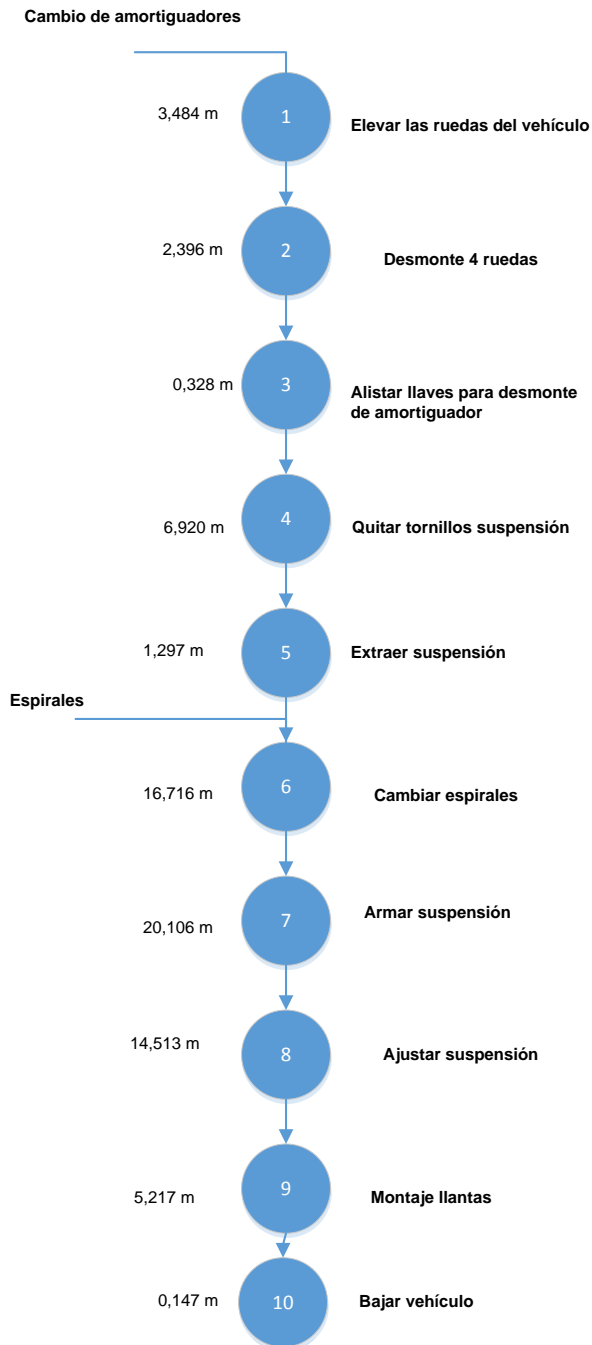 Cambio de amortiguadores
3,484 m
1
Elevar las ruedas del vehículo
2,396 m
2
Desmonte 4 ruedas
0,328 m
3
Alistar llaves para desmonte
de amortiguador
6,920 m
4
Quitar tornillos suspensión
1,297 m
5
Extraer suspensión
Espirales
16,716 m
6
Cambiar espirales
20,106 m
7
Armar suspensión
14,513 m
8
Ajustar suspensión
5,217 m
9
Montaje llantas
0,147 m
10
Bajar vehículo